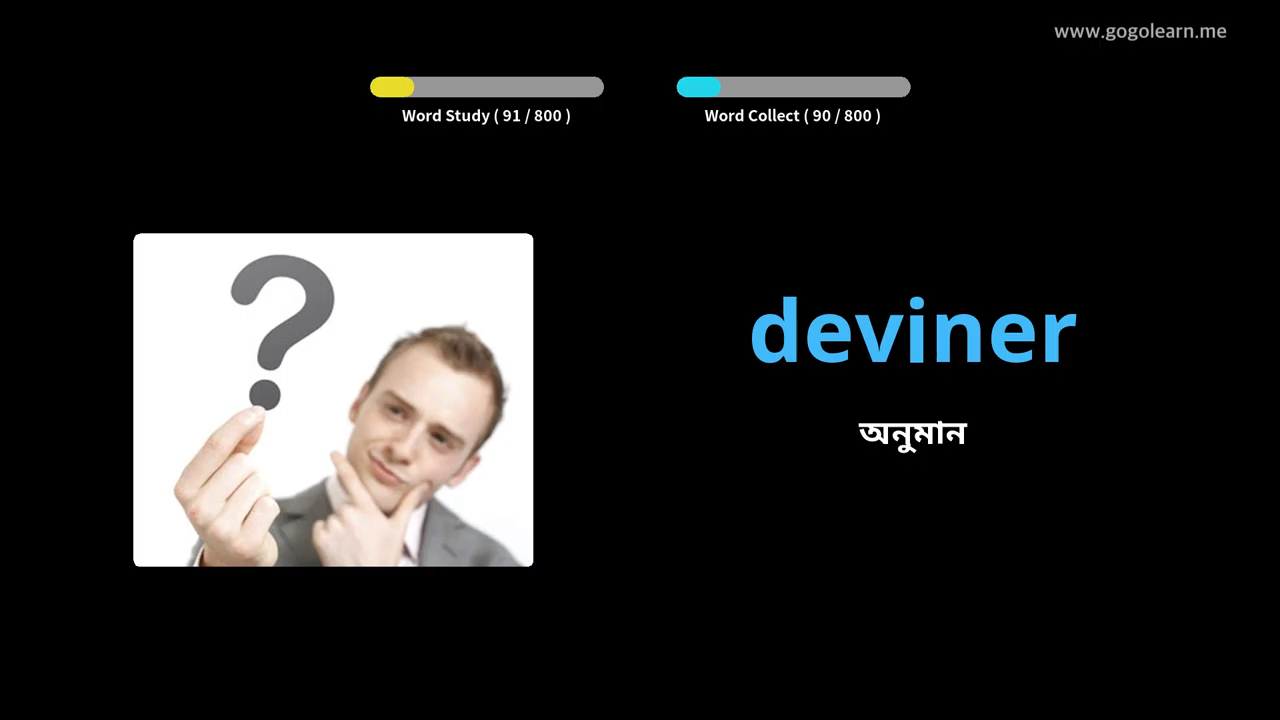 www.gogolearn.me
Word Study ( 91 / 800 )
Word Collect ( 90 / 800 )
?
deviner
অনুমান